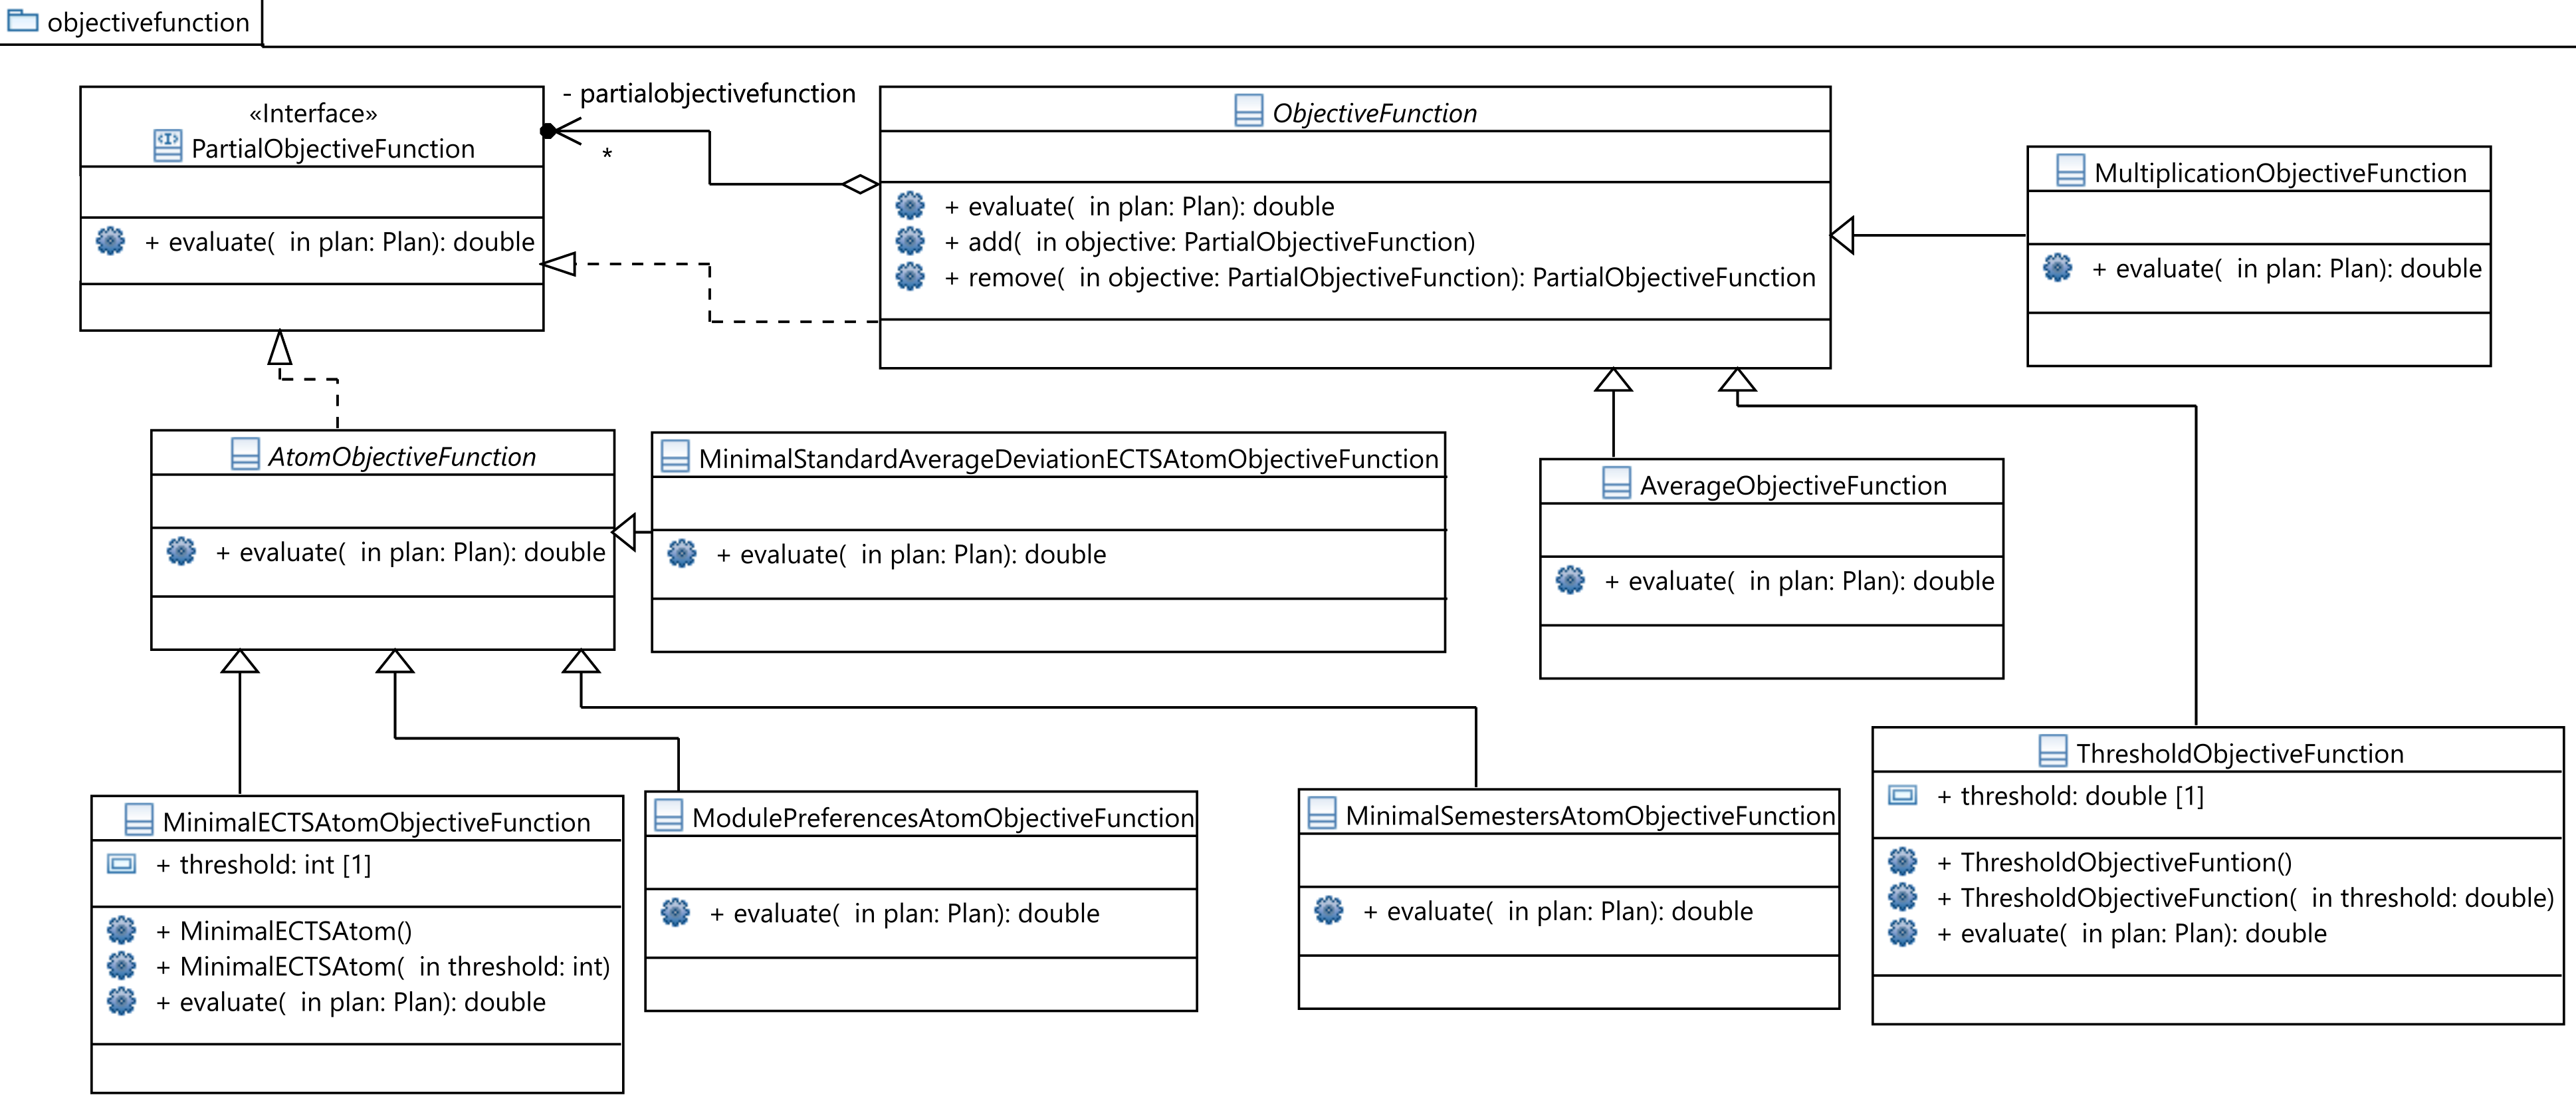 objectivefunction
«Interface»
PartialObjectiveFunction
+ evaluate(  in plan: Plan): double
- partialobjectivefunction
*
ObjectiveFunction
+ evaluate(  in plan: Plan): double
+ add(  in objective: PartialObjectiveFunction)
+ remove(  in objective: PartialObjectiveFunction): PartialObjectiveFunction
MultiplicationObjectiveFunction
+ evaluate(  in plan: Plan): double
AtomObjectiveFunction
+ evaluate(  in plan: Plan): double
MinimalStandardAverageDeviationECTSAtomObjectiveFunction
+ evaluate(  in plan: Plan): double
AverageObjectiveFunction
+ evaluate(  in plan: Plan): double
MinimalECTSAtomObjectiveFunction
+ threshold: int [1]
+ MinimalECTSAtom()
+ MinimalECTSAtom(  in threshold: int)
+ evaluate(  in plan: Plan): double
ModulePreferencesAtomObjectiveFunction
+ evaluate(  in plan: Plan): double
MinimalSemestersAtomObjectiveFunction
+ evaluate(  in plan: Plan): double
ThresholdObjectiveFunction
+ threshold: double [1]
+ ThresholdObjectiveFuntion()
+ ThresholdObjectiveFunction(  in threshold: double)
+ evaluate(  in plan: Plan): double